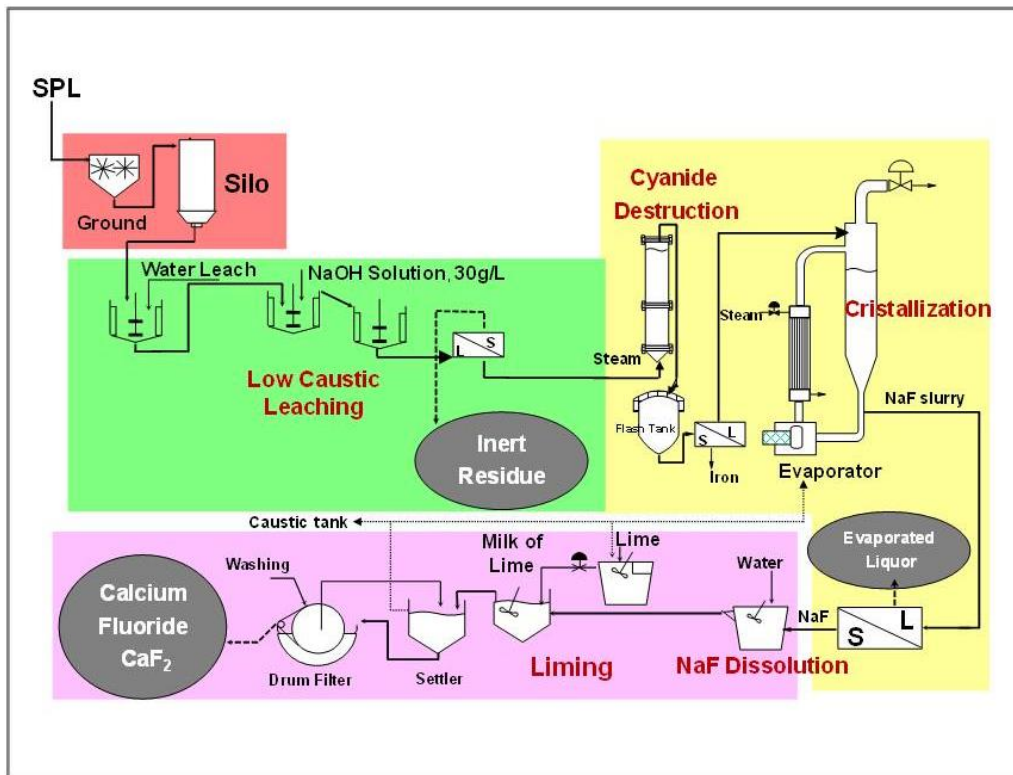 SPL
Silo
Ground
Water Leach
NaOH Solution, 30g/L
L
S
Low Caustic
Leaching
Inert
Residue
Cyanide
Destruction
Steam
Flash Tank
S
L
Iron
Steam
Cristallization
NaF slurry
Evaporator
Evaporated
Liquor
Caustic tank
Calcium
Fluoride
CaF2
Washing
Drum Filter
Settler
Milk of
Lime
Lime
Liming
Water
NaF Dissolution
NaF
S
L